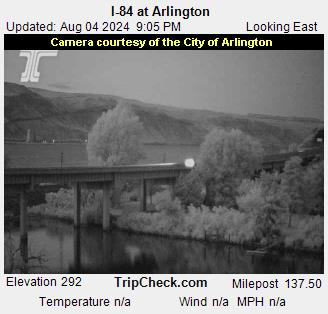 I-84 at Arlington
Updated: Aug 04 2024 9:05 PM Looking East
Camera courtesy of the City of Arlington
Elevation 292 TripCheck.com Milepost 137.50
Temperature n/a Wind n/a MPH n/a